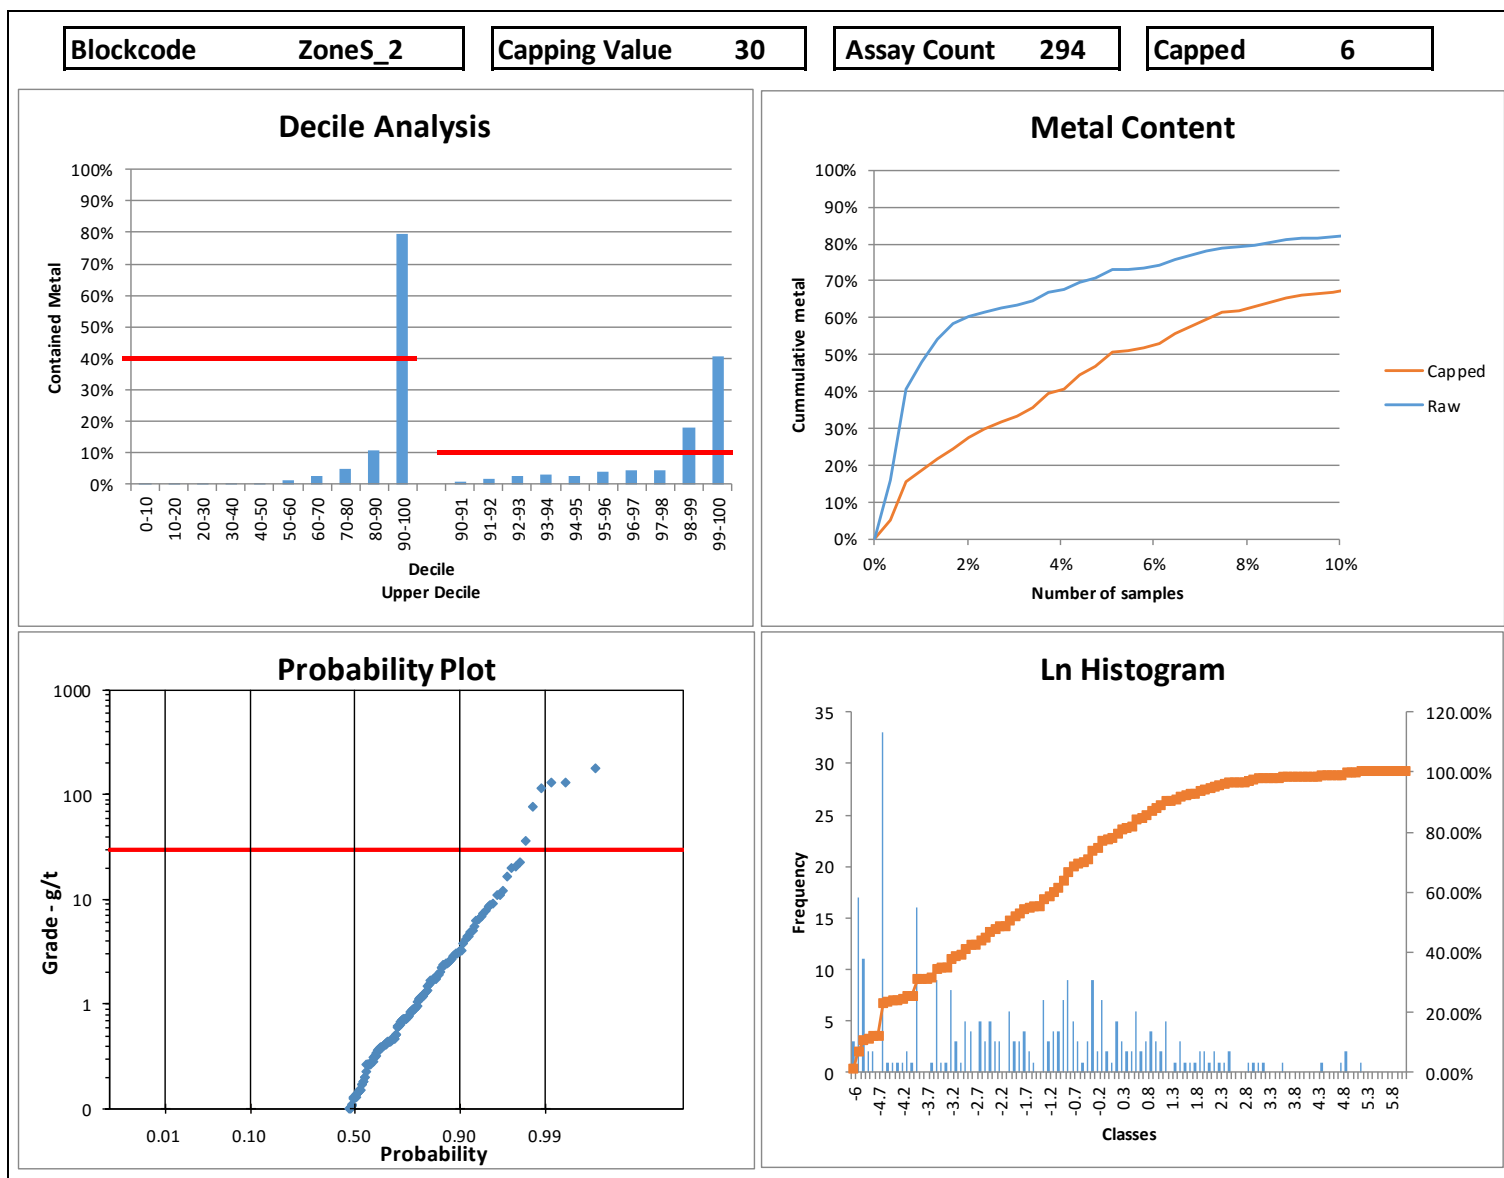 Blockcode ZoneS_2 Capping Value 30 Assay Count 294 Capped 6
Decile Analysis
100%
90%
80%
70%
60%
50%
40%
30%
20%
10%
0%
Contained Metal
0-10 10-20 20-30 30-40 40-50 50-60 60-70 70-80 80-90 90-100 90-91 91-92 92-93 93-94 94-95 95-96 96-97 97-98 98-99 99-100
Decile
Upper Decile
Metal Content
100%
90%
80%
70%
60%
50%
40%
30%
20%
10%
0%
Cummulative metal
0% 2% 4% 6% 8% 10%
Number of samples
Capped
Raw
Probability Plot
1000
100
10
1
0
Grade - g/t
0.01 0.10 0.50 0.90 0.99
Probability
Ln Histogram
35
30
25
20
15
10
5
0
Frequency
120.00%
100.00%
80.00%
60.00%
40.00%
20.00%
0.00%
-6 -4.7 -4.2 -3.7 -3.2 -2.7 -2.2 -1.7 -1.2 -0.7 -0.2 0.3 0.8 1.3 1.8 2.3 2.8 3.3 3.8 4.3 4.8 5.3 5.8
Classes